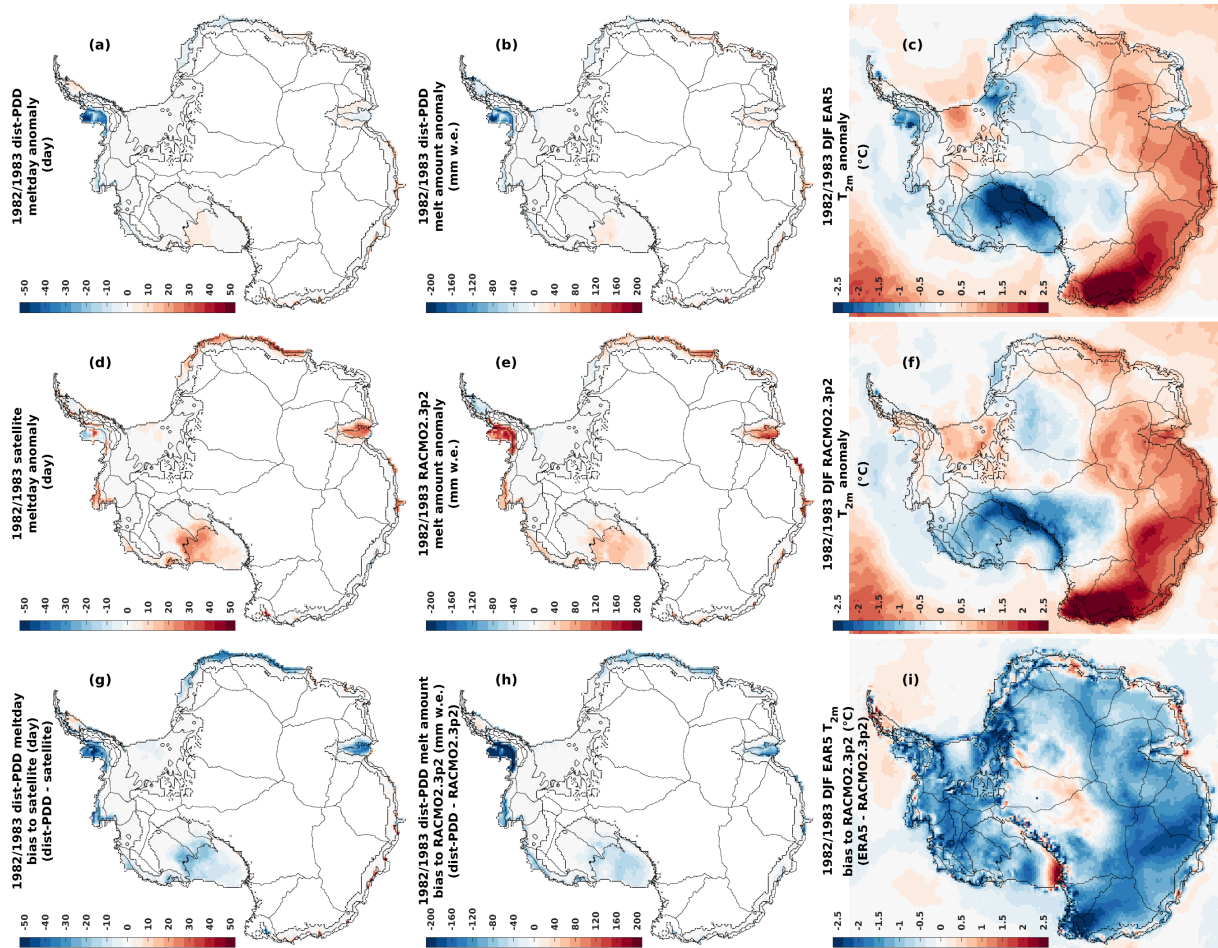 1982/1983 dist-PDD
meltday anomaly
(day)
(a)
-50
-40
-30
-20
-10
0
10
20
30
40
50
1982/1983 dist-PDD
melt amount anomaly
(mm w.e.)
(b)
-200
-160
-120
-80
-40
0
40
80
120
160
200
1982/1983 DJF EAR5
T2m anomaly
(°C)
(c)
-2.5
-2
-1.5
-1
-0.5
0
0.5
1
1.5
2
2.5
1982/1983 satellite
meltday anomaly
(day)
(d)
-50
-40
-30
-20
-10
0
10
20
30
40
50
1982/1983 RACMO2.3p2
melt amount anomaly
(mm w.e.)
(e)
-200
-160
-120
-80
-40
0
40
80
120
160
200
1982/1983 DJF RACMO2.3p2
T2m anomaly
(°C)
(f)
-2.5
-2
-1.5
-1
-0.5
0
0.5
1
1.5
2
2.5
1982/1983 dist-PDD meltday
bias to satellite (day)
(dist-PDD - satellite)
(g)
-50
-40
-30
-20
-10
0
10
20
30
40
50
1982/1983 dist-PDD melt amount
bias to RACMO2.3p2 (mm w.e.)
(dist-PDD - RACMO2.3p2)
(h)
-200
-160
-120
-80
-40
0
40
80
120
160
200
1982/1983 DJF EAR5 T2m
bias to RACMO2.3p2 (°C)
(ERA5 - RACMO2.3p2)
(i)
-2.5
-2
-1.5
-1
-0.5
0
0.5
1
1.5
2
2.5